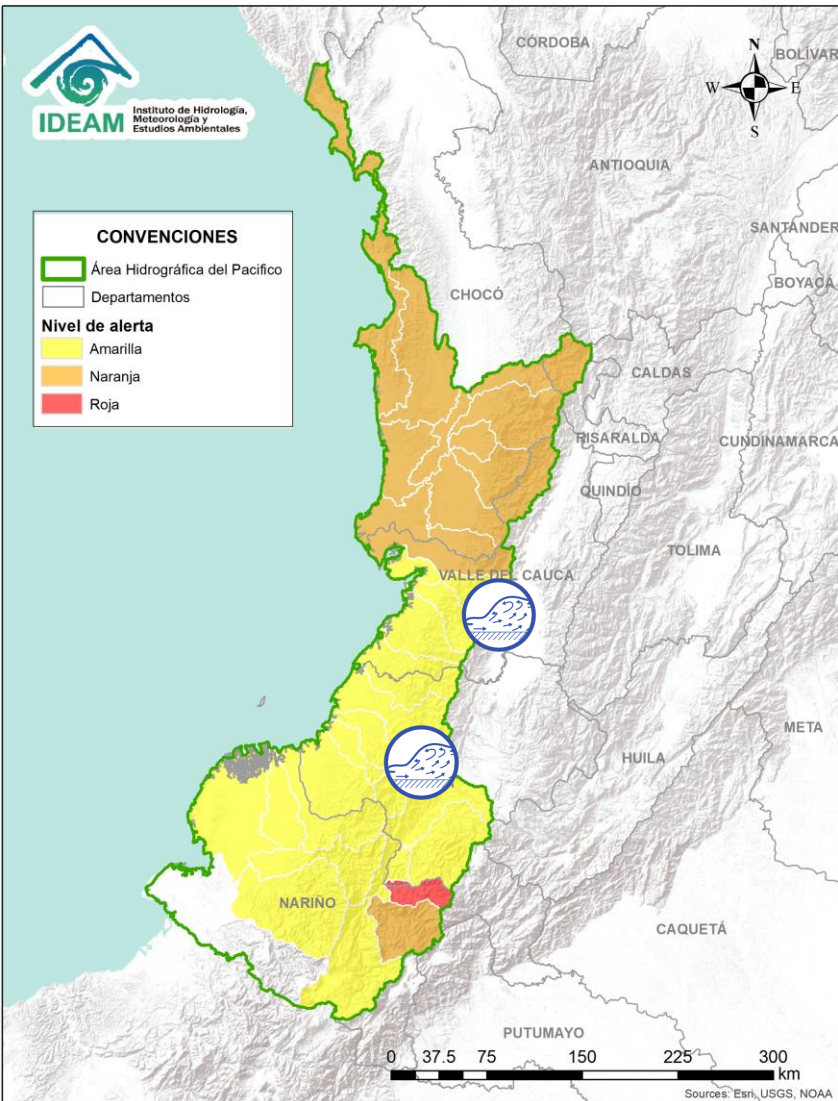 IDEAM
Instituto de Hidrología,
Meteorología y
Estudios Ambientales
CÓRDOBA
BOLÍVAR
N
W
E
S
ANTIOQUIA
SANTANDER
BOYACÁ
CONVENCIONES
Área Hidrográfica del Pacifico
Departamentos
Nivel de alerta
Amarilla
Naranja
Roja
CHOCÓ
CALDAS
RISARALDA
CUNDINAMARCA
QUINDÍO
TOLIMA
VALLE DEL CAUCA
META
HUILA
NARIÑO
CAQUETÁ
PUTUMAYO
0 37.5 75 150 225 300
km
Sources: Esri, USGS, NOAA